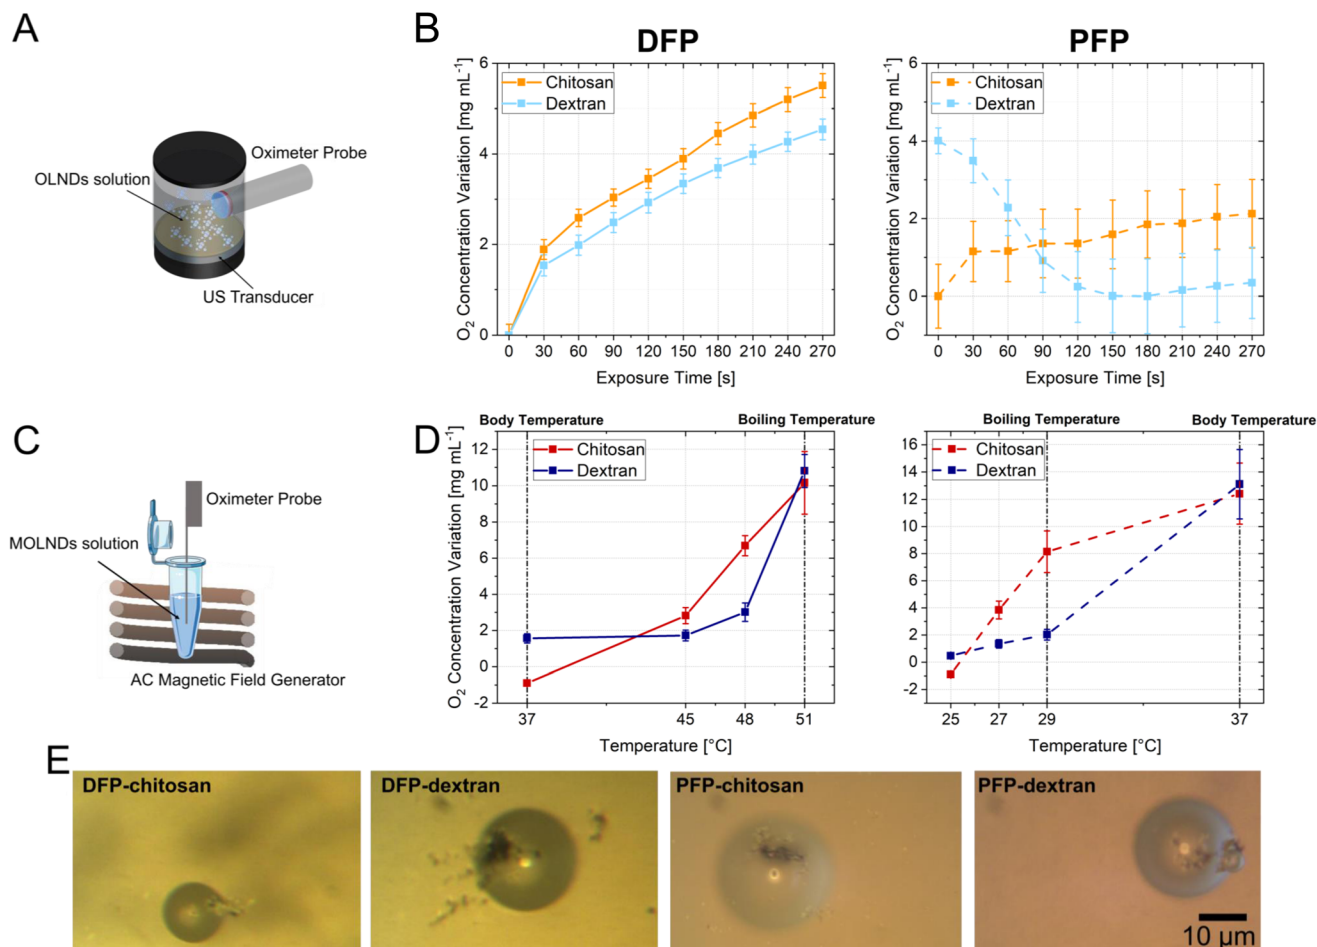 A
Oximeter Probe
OLNDs solution
US Transducer
B
DFP
O₂ Concentration Variation [mg mL⁻¹]
6
4
2
0
Chitosan
Dextran
0 30 60 90 120 150 180 210 240 270
Exposure Time [s]
PFP
O₂ Concentration Variation [mg mL⁻¹]
6
4
2
0
Chitosan
Dextran
0 30 60 90 120 150 180 210 240 270
Exposure Time [s]
C
Oximeter Probe
MOLNDs solution
AC Magnetic Field Generator
D
Body Temperature
Boiling Temperature
O₂ Concentration Variation [mg mL⁻¹]
12
10
8
6
4
2
0
-2
Chitosan
Dextran
37 45 48 51
Temperature [°C]
Boiling Temperature
Body Temperature
16
14
12
10
8
6
4
2
0
-2
Chitosan
Dextran
25 27 29 37
Temperature [°C]
E
DFP-chitosan
DFP-dextran
PFP-chitosan
PFP-dextran
10 µm